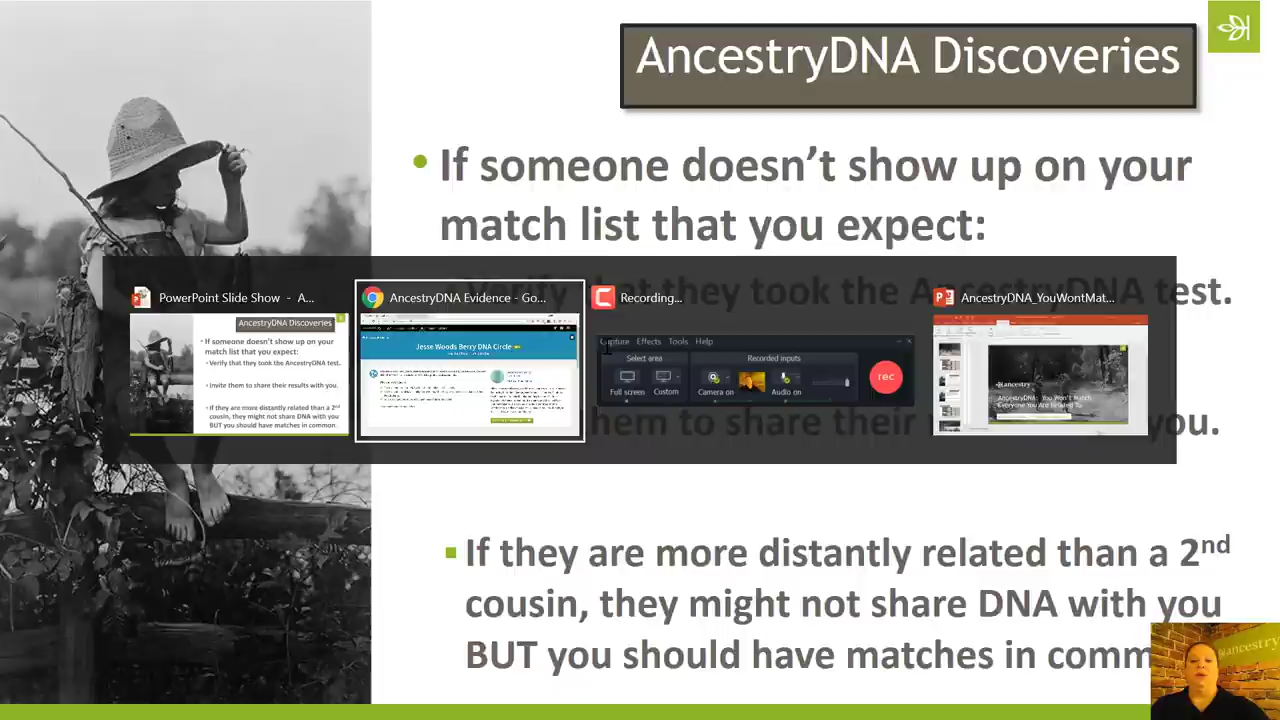 AncestryDNA Discoveries
• If someone doesn't show up on your
match list that you expect:
that they took the AncestryDNA test.
PowerPoint Slide Show - A...
AncestryDNA Evidence - Go...
Recording...
AncestryDNA_YouWontMat...
AncestryDNA Discoveries
• If someone doesn't show up on your
match list that you expect:
• Verify that they took the AncestryDNA test.
• Invite them to share their results with you.
• If they are more distantly related than a 2nd
cousin, they might not share DNA with you
BUT you should have matches in common.
Jesse Woods Berry DNA Circle
Capture Effects Tools Help
Select area
Recorded inputs
Full screen
Custom
Camera on
Audio on
rec
ancestry
AncestryDNA: You Won't Match
Everyone You Are Related To
them to share their
you.
▪ If they are more distantly related than a 2nd
cousin, they might not share DNA with you
BUT you should have matches in comm
ancestry